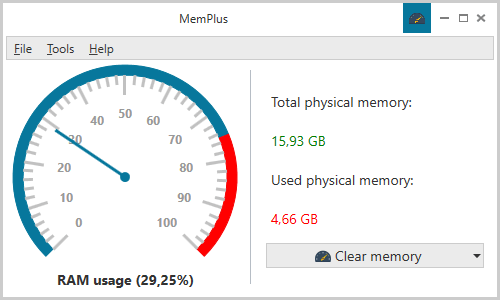 MemPlus
File Tools Help
0
10
20
30
40
50
60
70
80
90
100
RAM usage (29,25%)
Total physical memory:
15,93 GB
Used physical memory:
4,66 GB
Clear memory